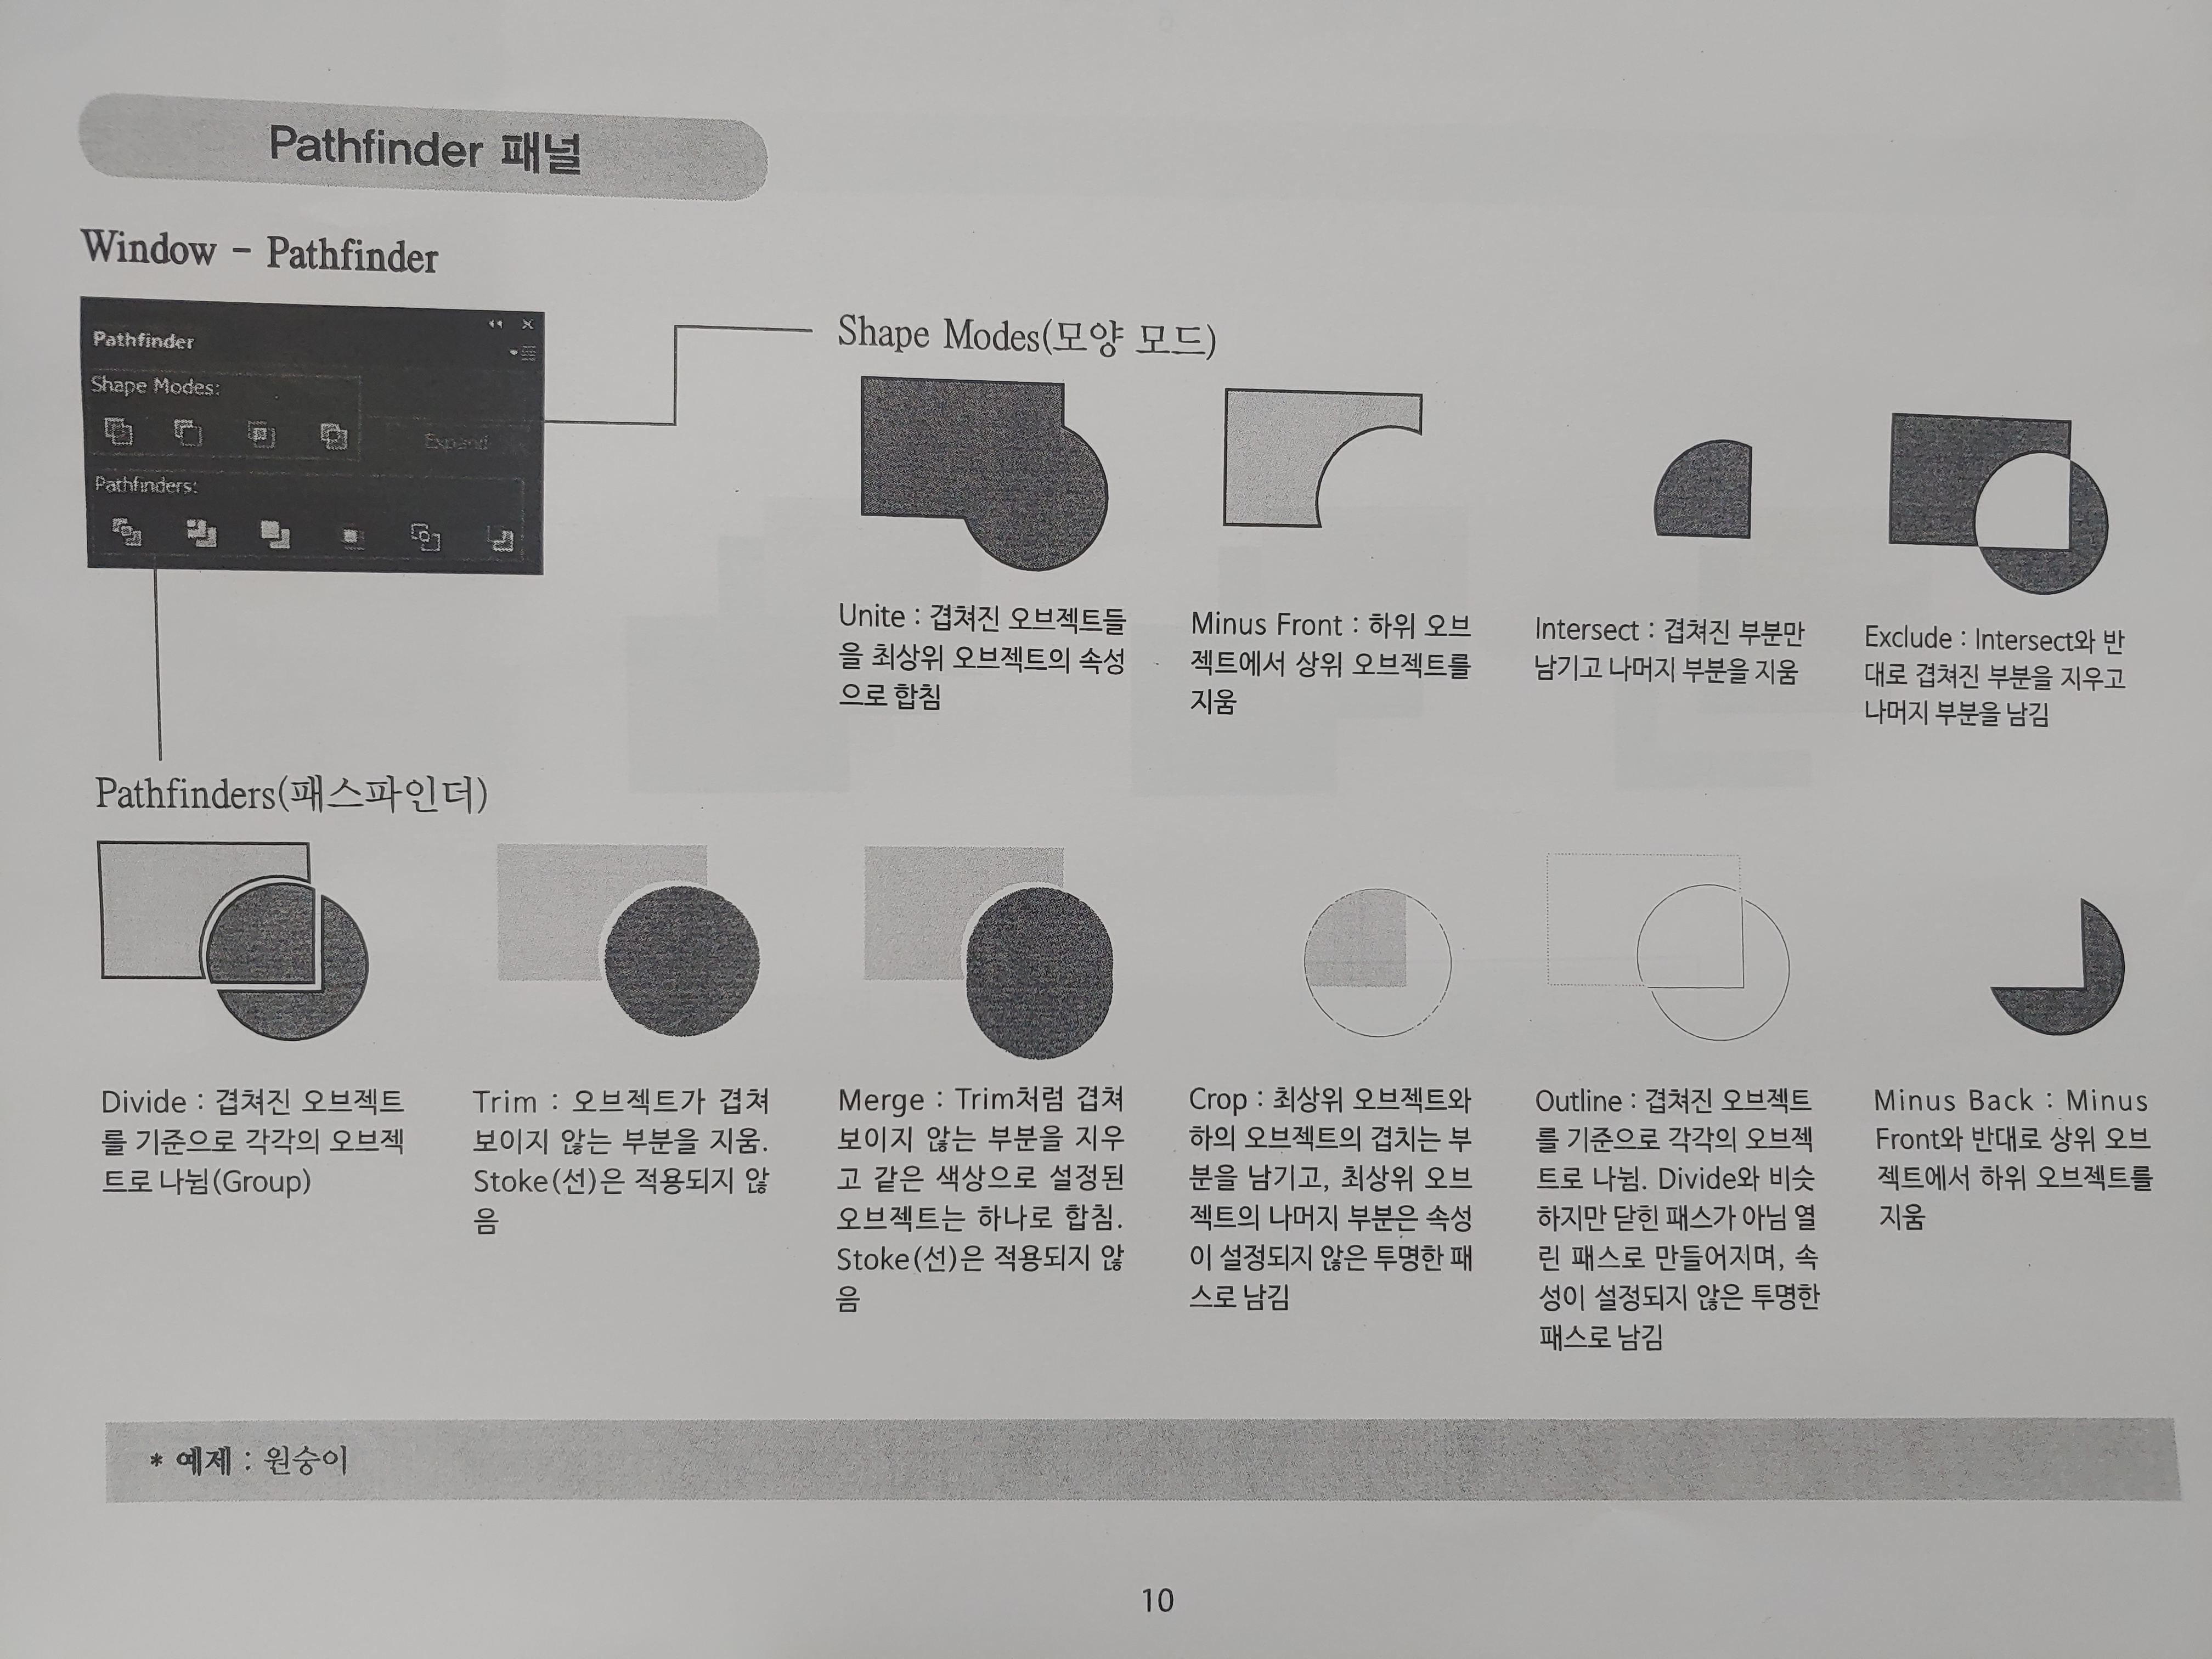 Pathfinder 패널
Window - Pathfinder
Pathfinder
Shape Modes:
Expand
Pathfinders:
Shape Modes(모양 모드)
Unite : 겹쳐진 오브젝트들
을 최상위 오브젝트의 속성
으로 합침
Minus Front : 하위 오브
젝트에서 상위 오브젝트를
지움
Intersect : 겹쳐진 부분만
남기고 나머지 부분을 지움
Exclude : Intersect와 반
대로 겹쳐진 부분을 지우고
나머지 부분을 남김
Pathfinders(패스파인더)
Divide : 겹쳐진 오브젝트
를 기준으로 각각의 오브젝
트로 나뉨(Group)
Trim : 오브젝트가 겹쳐
보이지 않는 부분을 지움.
Stoke(선)은 적용되지 않
음
Merge : Trim처럼 겹쳐
보이지 않는 부분을 지우
고 같은 색상으로 설정된
오브젝트는 하나로 합침.
Stoke(선)은 적용되지 않
음
Crop : 최상위 오브젝트와
하의 오브젝트의 겹치는 부
분을 남기고, 최상위 오브
젝트의 나머지 부분은 속성
이 설정되지 않은 투명한 패
스로 남김
Outline : 겹쳐진 오브젝트
를 기준으로 각각의 오브젝
트로 나뉨. Divide와 비슷
하지만 닫힌 패스가 아님 열
린 패스로 만들어지며, 속
성이 설정되지 않은 투명한
패스로 남김
Minus Back : Minus
Front와 반대로 상위 오브
젝트에서 하위 오브젝트를
지움
* 예제 : 원숭이
10